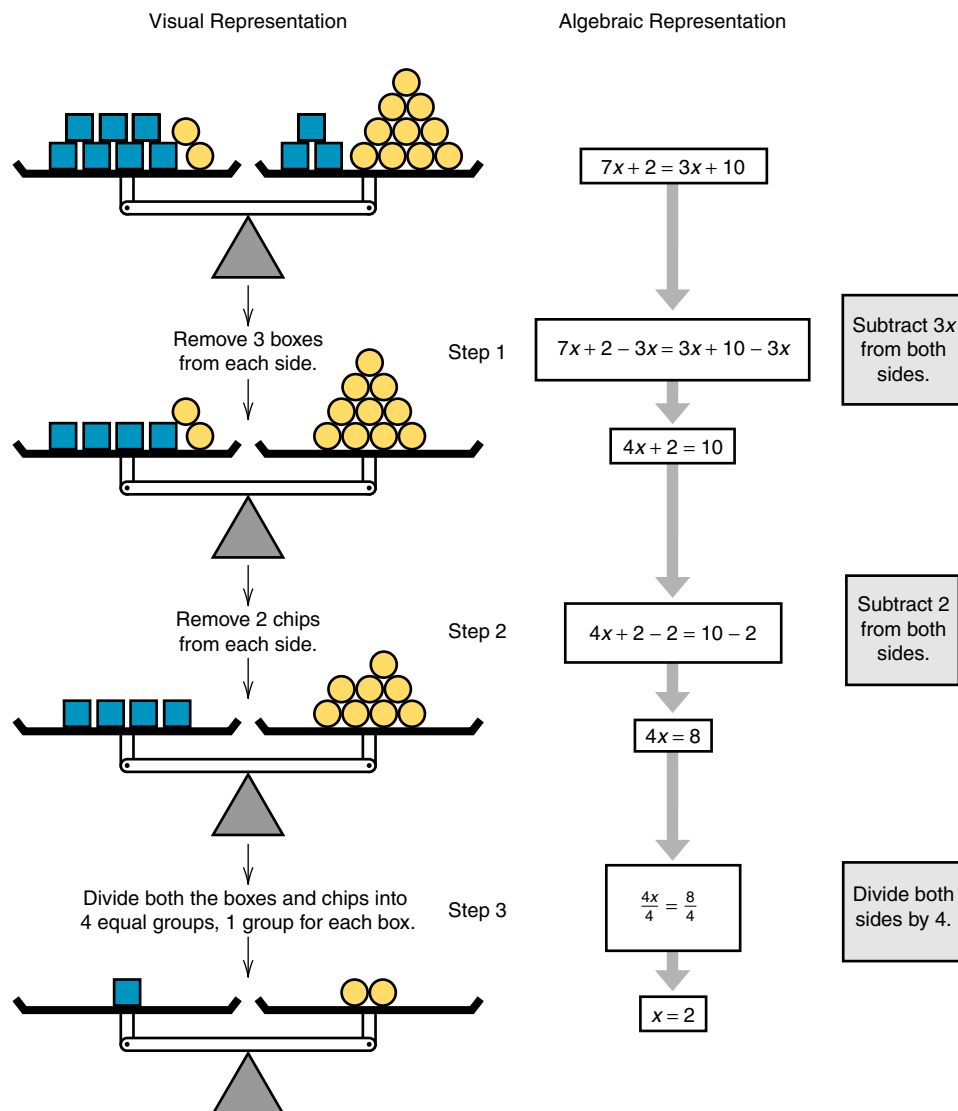 Visual Representation
Algebraic Representation
7x + 2 = 3x + 10
Remove 3 boxes
from each side.
Step 1
7x + 2 − 3x = 3x + 10 − 3x
Subtract 3x
from both
sides.
4x + 2 = 10
Remove 2 chips
from each side.
Step 2
4x + 2 − 2 = 10 − 2
Subtract 2
from both
sides.
4x = 8
Divide both the boxes and chips into
4 equal groups, 1 group for each box.
Step 3
4x/4 = 8/4
Divide both
sides by 4.
x = 2